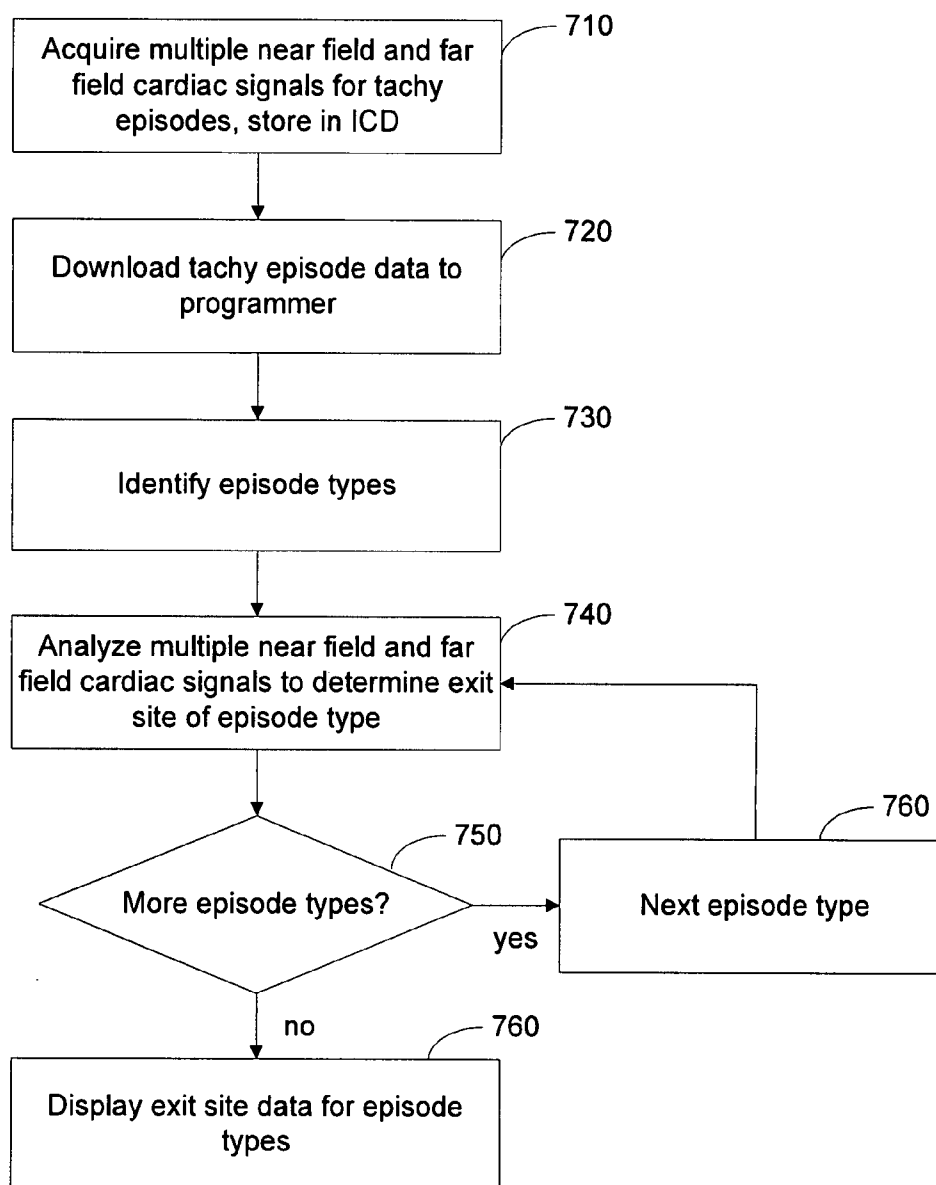 710
Acquire multiple near field and far
field cardiac signals for tachy
episodes, store in ICD
720
Download tachy episode data to
programmer
730
Identify episode types
740
Analyze multiple near field and far
field cardiac signals to determine exit
site of episode type
750
More episode types?
yes
760
Next episode type
no
760
Display exit site data for episode
types